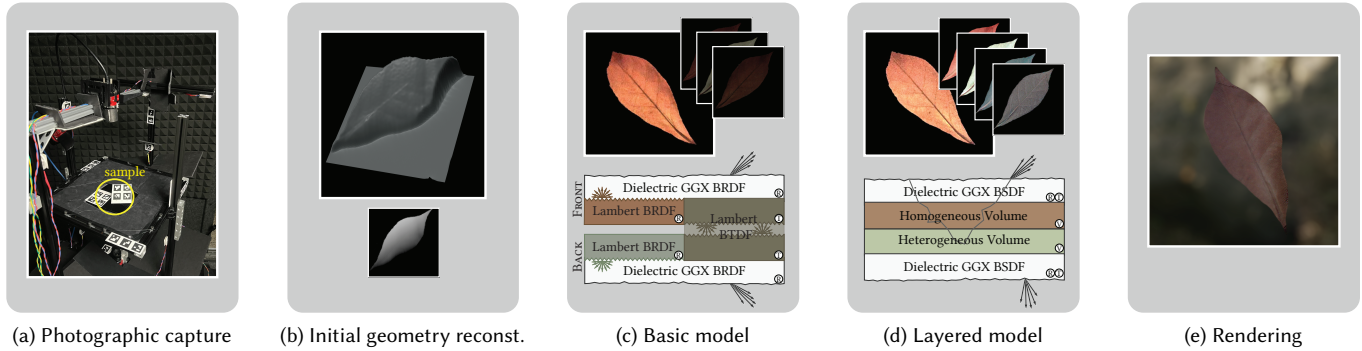 sample
FRONT
BACK
Dielectric GGX BRDF
R
Lambert BRDF
R
Lambert
BTDF
T
Lambert BRDF
R
T
Dielectric GGX BRDF
R
Dielectric GGX BSDF
R T
Homogeneous Volume
V
Heterogeneous Volume
V
Dielectric GGX BSDF
R T
(a) Photographic capture
(b) Initial geometry reconst.
(c) Basic model
(d) Layered model
(e) Rendering